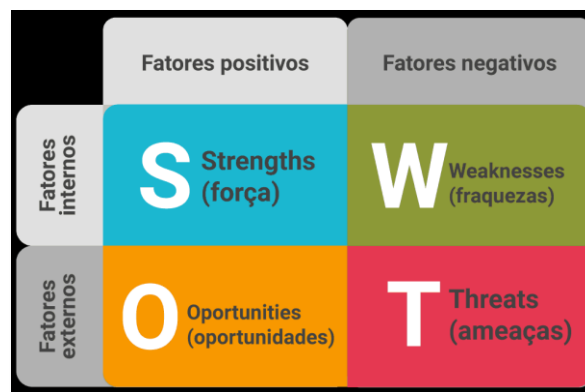 Fatores positivos
Fatores negativos
Fatores
internos
S
Strengths
(força)
W
Weaknesses
(fraquezas)
Fatores
externos
O
Oportunities
(oportunidades)
T
Threats
(ameaças)